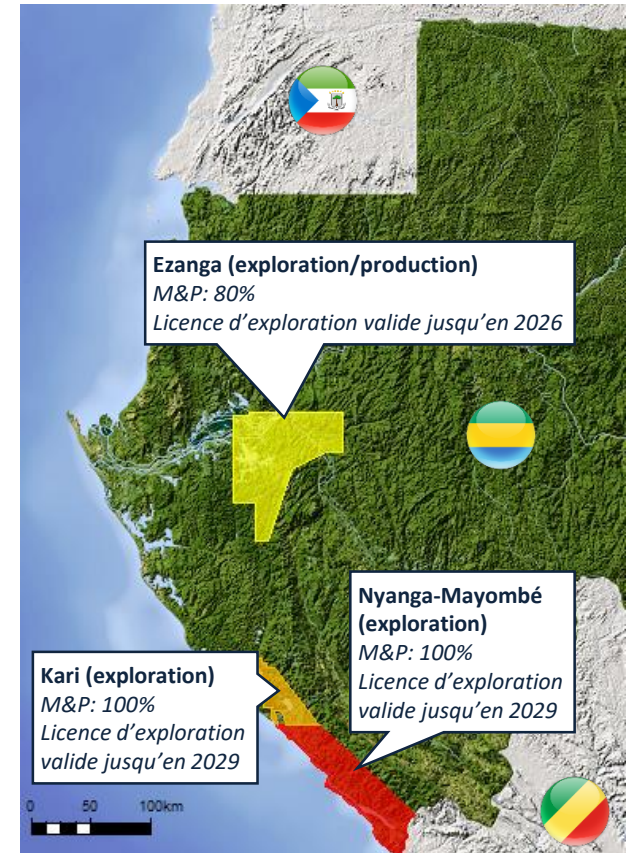 Ezanga (exploration/production)
M&P: 80%
Licence d’exploration valide jusqu’en 2026
Nyanga-Mayombé
(exploration)
M&P: 100%
Licence d’exploration
valide jusqu’en 2029
Kari (exploration)
M&P: 100%
Licence d’exploration
valide jusqu’en 2029
0 50 100km